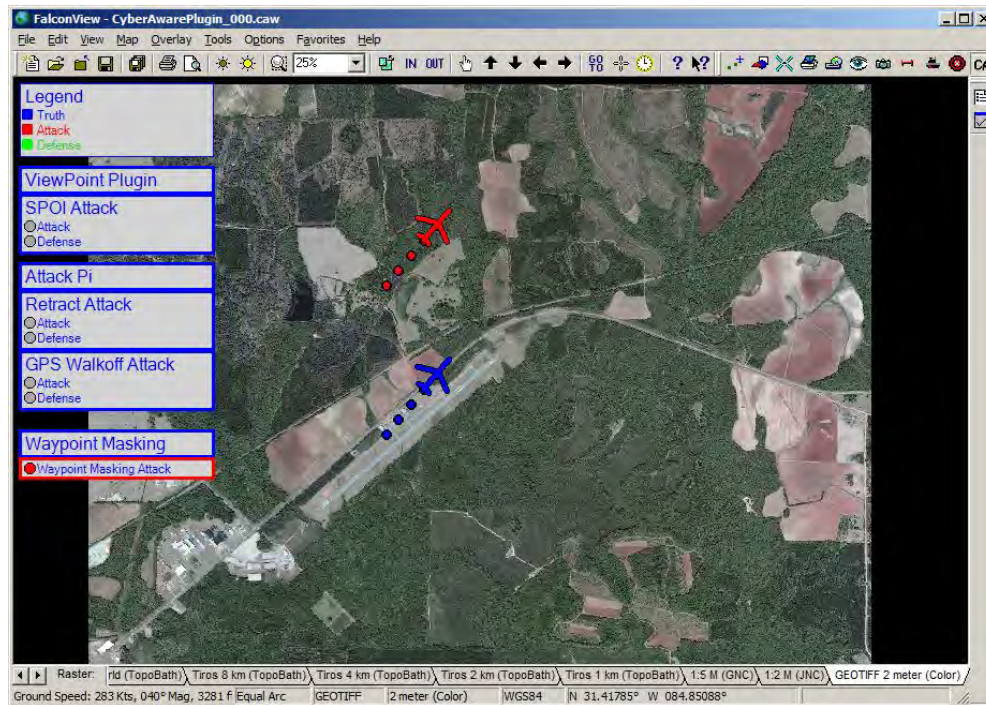 FalconView - CyberAwarePlugin_000.caw
File Edit View Map Overlay Tools Options Favorites Help
25% IN OUT GO TO ? ? CA
Legend
Truth
Attack
Defense
ViewPoint Plugin
SPOI Attack
Attack
Defense
Attack Pi
Retract Attack
Attack
Defense
GPS Walkoff Attack
Attack
Defense
Waypoint Masking
Waypoint Masking Attack
Raster: rld (TopoBath) Tiros 8 km (TopoBath) Tiros 4 km (TopoBath) Tiros 2 km (TopoBath) Tiros 1 km (TopoBath) 1:5 M (GNC) 1:2 M (JNC) GEOTIFF 2 meter (Color)
Ground Speed: 283 Kts, 040° Mag, 3281 f Equal Arc GEOTIFF 2 meter (Color) WGS84 N 31.41785° W 084.85088°